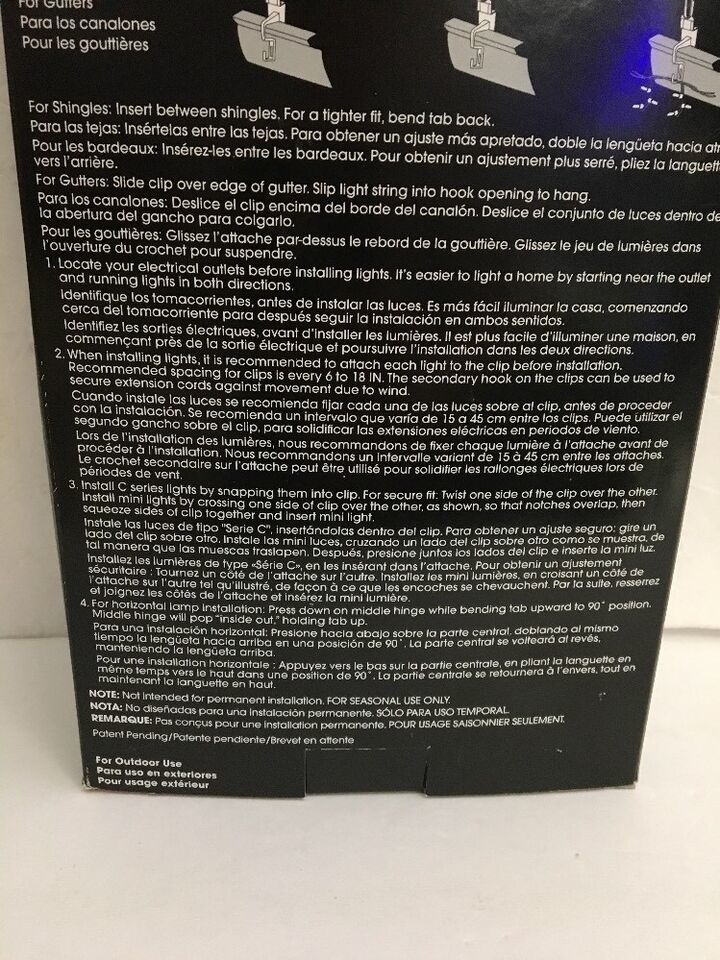 For Gutters
Para los canalones
Pour les gouttières
For Shingles: Insert between shingles. For a tighter fit, bend tab back.
Para las tejas: Insértelas entre las tejas. Para obtener un ajuste más apretado, doble la lengüeta hacia
Pour les bardeaux: Insérez-les entre les bardeaux. Pour obtenir un ajustement plus serré, pliez la
vers l'arrière.
For Gutters: Slide clip over edge of gutter. Slip light string into hook opening to hang.
Para los canalones: Deslice el clip encima del borde del canalón. Deslice el conjunto de luces dentro de
la abertura del gancho para colgarlo.
Pour les gouttières: Glissez l'attache par-dessus le rebord de la gouttière. Glissez le jeu de lumières dans
l'ouverture du crochet pour suspendre.
1. Locate your electrical outlets before installing lights. It's easier to light a home by starting near the outlet
and running lights in both directions.
Identifique los tomacorrientes, antes de instalar las luces. Es más fácil iluminar la casa, comenzando
cerca del tomacorriente para después seguir la instalación en ambos sentidos.
Identifiez les sorties électriques, avant d'installer les lumières. Il est plus facile d'illuminer une maison, en
commençant près de la sortie électrique et poursuivre l'installation dans les deux directions.
2. When installing lights, it is recommended to attach each light to the clip before installation.
Recommended spacing for clips is every 6 to 18 IN. The secondary hook on the clips can be used to
secure extension cords against movement due to wind.
Cuando instale las luces se recomienda fijar cada una de las luces sobre al clip, antes de proceder
con la instalación. Se recomienda un intervalo que varía de 15 a 45 cm entre los clips. Puede utilizar el
segundo gancho sobre el clip, para solidificar las extensiones eléctricas en periodos de viento.
Lors de l'installation des lumières, nous recommandons de fixer chaque lumière à l'attache avant de
procéder à l'installation. Nous recommandons un intervalle variant de 15 à 45 cm entre les attaches.
Le crochet secondaire sur l'attache peut être utilisé pour solidifier les rallonges électriques lors de
périodes de vent.
3. Install C series lights by snapping them into clip. For secure fit: Twist one side of the clip over the other.
Install mini lights by crossing one side of clip over the other, as shown, so that notches overlap, then
squeeze sides of clip together and insert mini light.
Instale las luces de tipo "Serie C", insertándolas dentro del clip. Para obtener un ajuste seguro: gire un
lado del clip sobre otro. Instale las mini luces, cruzando un lado del clip sobre otro como se muestra, de
tal manera que las muescas traslapen. Después, presione juntos los lados del clip e inserte la mini luz.
Installez les lumières de type «Série C», en les insérant dans l'attache. Pour obtenir un ajustement
sécuritaire : Tournez un côté de l'attache sur l'autre. Installez les mini lumières, en croisant un côté de
l'attache sur l'autre tel qu'illustré, de façon à ce que les encoches se chevauchent. Par la suite, resserrez
et joignez les côtés de l'attache et insérez la mini lumière.
4. For horizontal lamp installation: Press down on middle hinge while bending tab upward to 90° position.
Middle hinge will pop "inside out," holding tab up.
Para una instalación horizontal: Presione hacia abajo sobre la parte central, doblando al mismo
tiempo la lengüeta hacia arriba en una posición de 90°. La parte central se volteará al revés,
manteniendo la lengüeta arriba.
Pour une installation horizontale : Appuyez vers le bas sur la partie centrale, en pliant la languette en
même temps vers le haut dans une position de 90°. La partie centrale se retournera à l'envers, tout en
maintenant la languette en haut.
NOTE: Not intended for permanent installation. FOR SEASONAL USE ONLY.
NOTA: No diseñadas para una instalación permanente. SÓLO PARA USO TEMPORAL.
REMARQUE: Pas conçus pour une installation permanente. POUR USAGE SAISONNIER SEULEMENT.
Patent Pending/Patente pendiente/Brevet en attente
For Outdoor Use
Para uso en exteriores
Pour usage extérieur